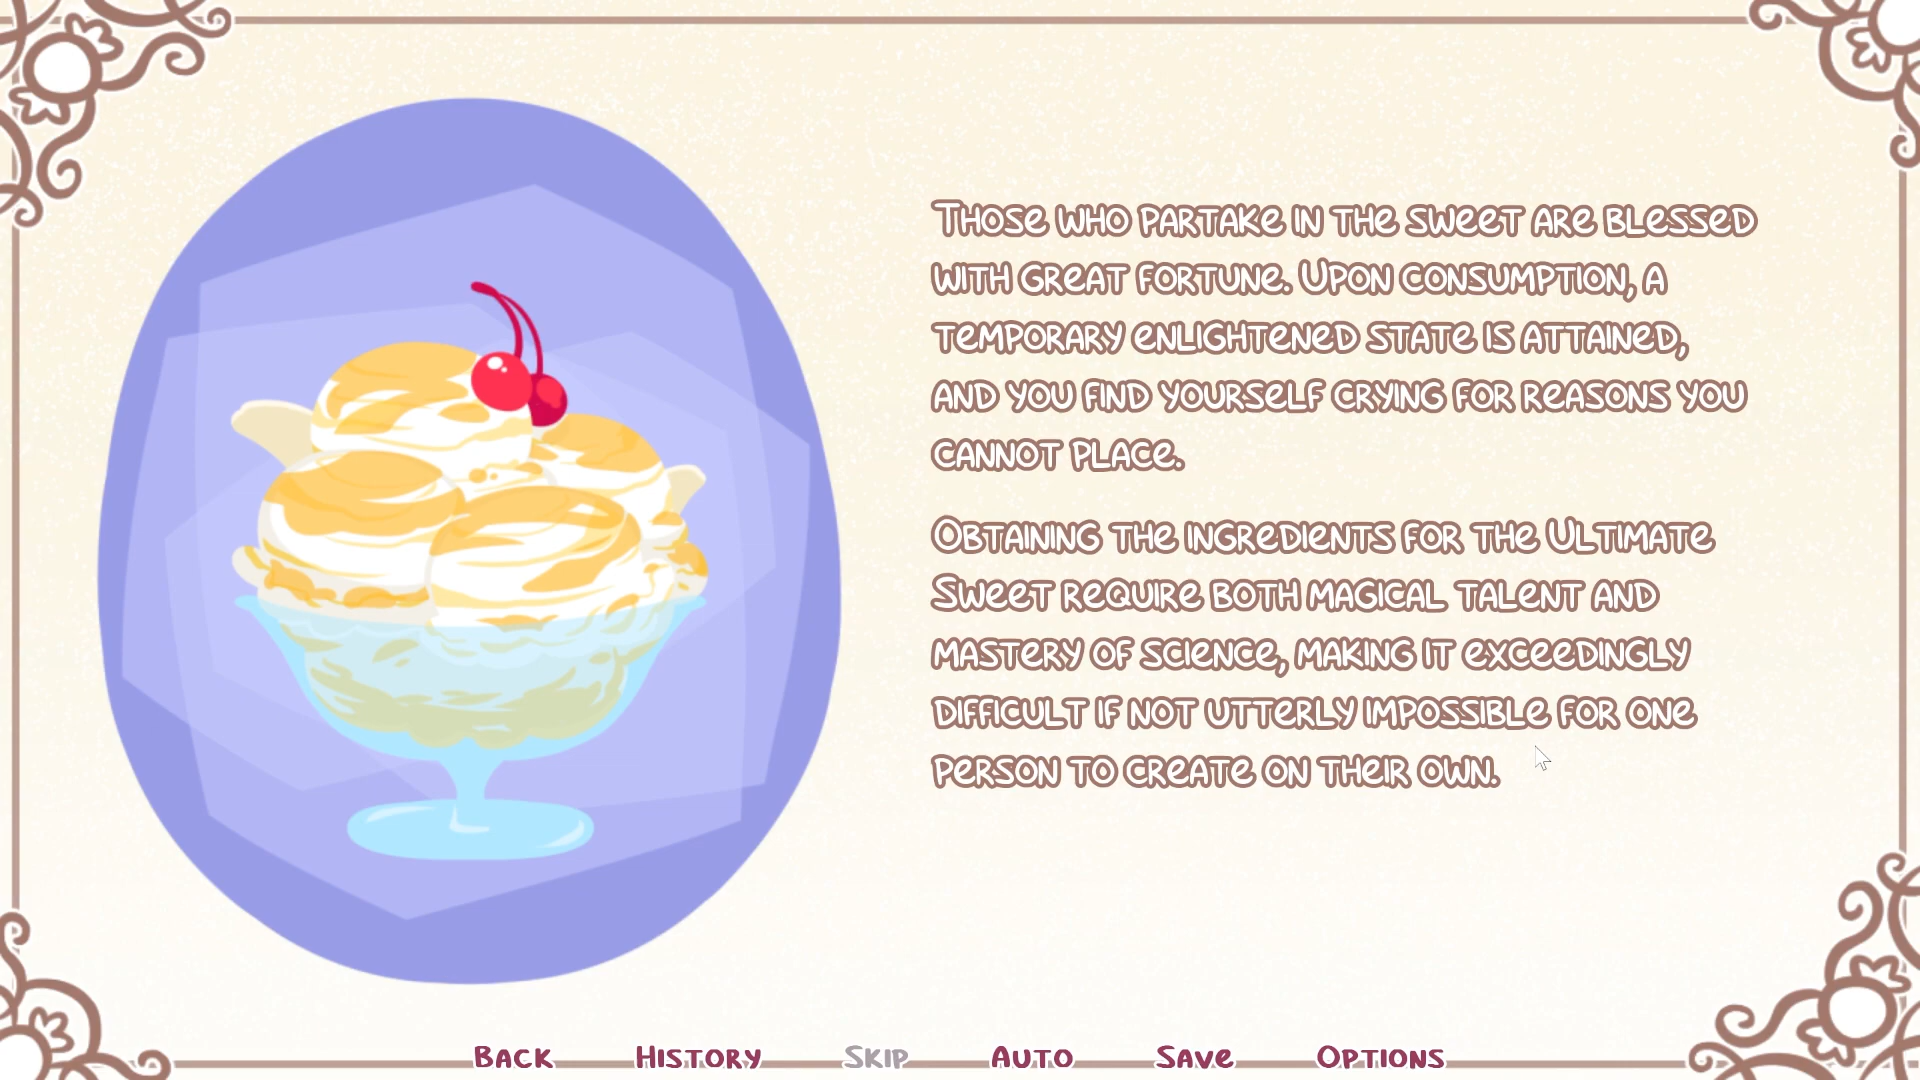 Those who partake in the sweet are blessed
with great fortune. Upon consumption, a
temporary enlightened state is attained,
and you find yourself crying for reasons you
cannot place.
Obtaining the ingredients for the Ultimate
Sweet require both magical talent and
mastery of science, making it exceedingly
difficult if not utterly impossible for one
person to create on their own.
Back History Skip Auto Save Options